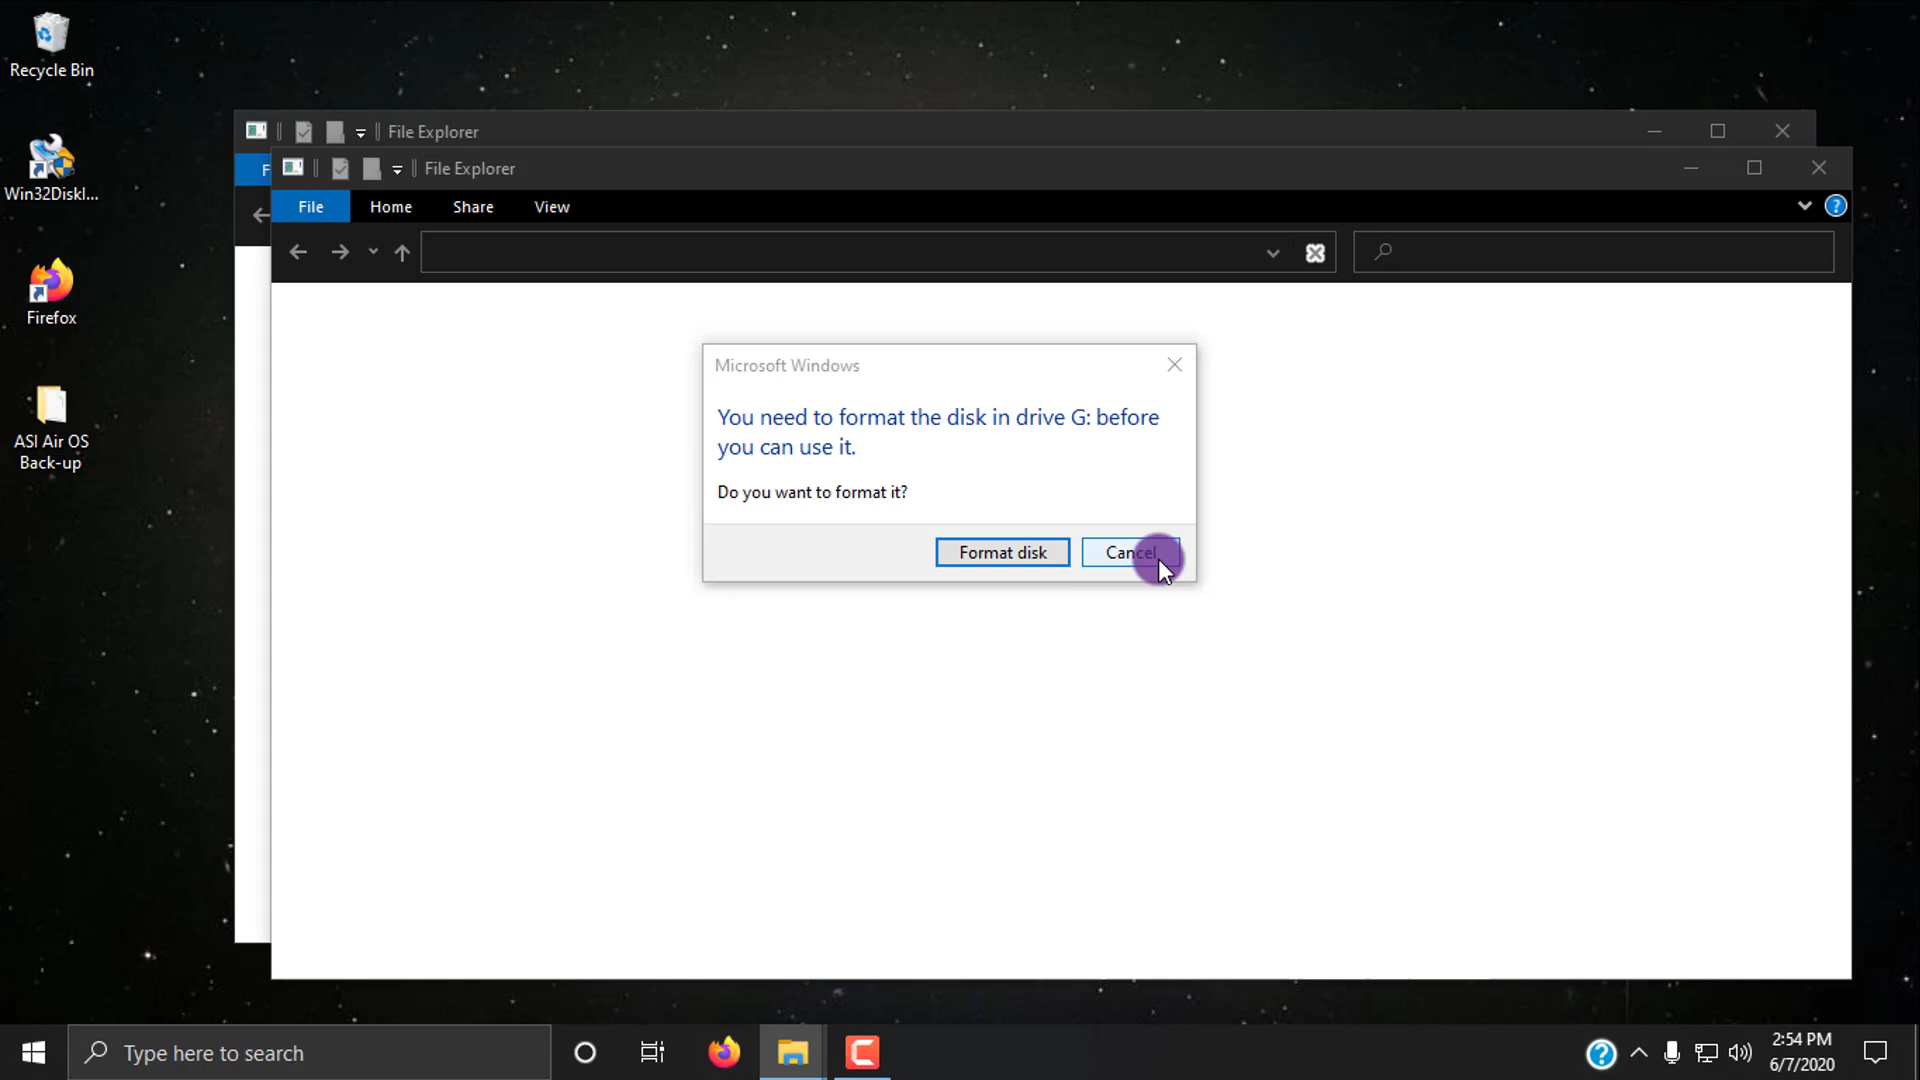 Recycle Bin
Win32DiskI...
Firefox
ASI Air OS
Back-up
File Explorer
F
File Explorer
File
Home
Share
View
Microsoft Windows
You need to format the disk in drive G: before
you can use it.
Do you want to format it?
Format disk
Cancel
Type here to search
2:54 PM
6/7/2020